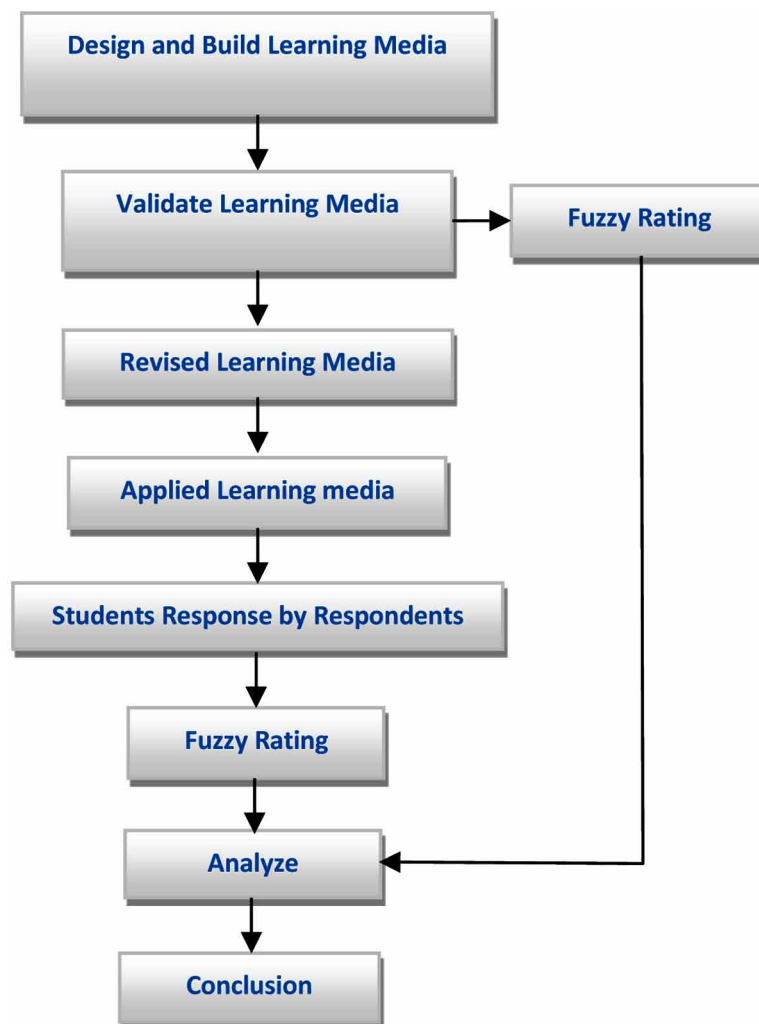 Design and Build Learning Media
Validate Learning Media
Fuzzy Rating
Revised Learning Media
Applied Learning media
Students Response by Respondents
Fuzzy Rating
Analyze
Conclusion